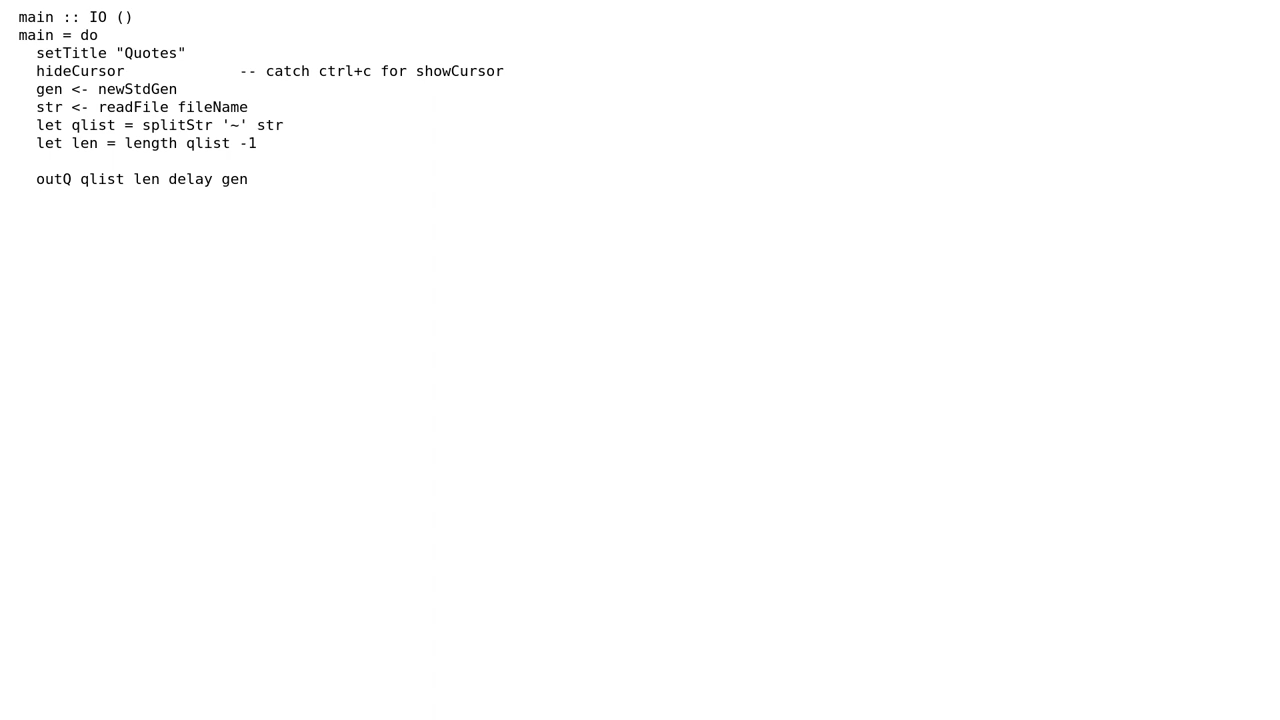 main :: IO ()
main = do
  setTitle "Quotes"
  hideCursor             -- catch ctrl+c for showCursor
  gen <- newStdGen
  str <- readFile fileName
  let qlist = splitStr '~' str
  let len = length qlist -1

  outQ qlist len delay gen